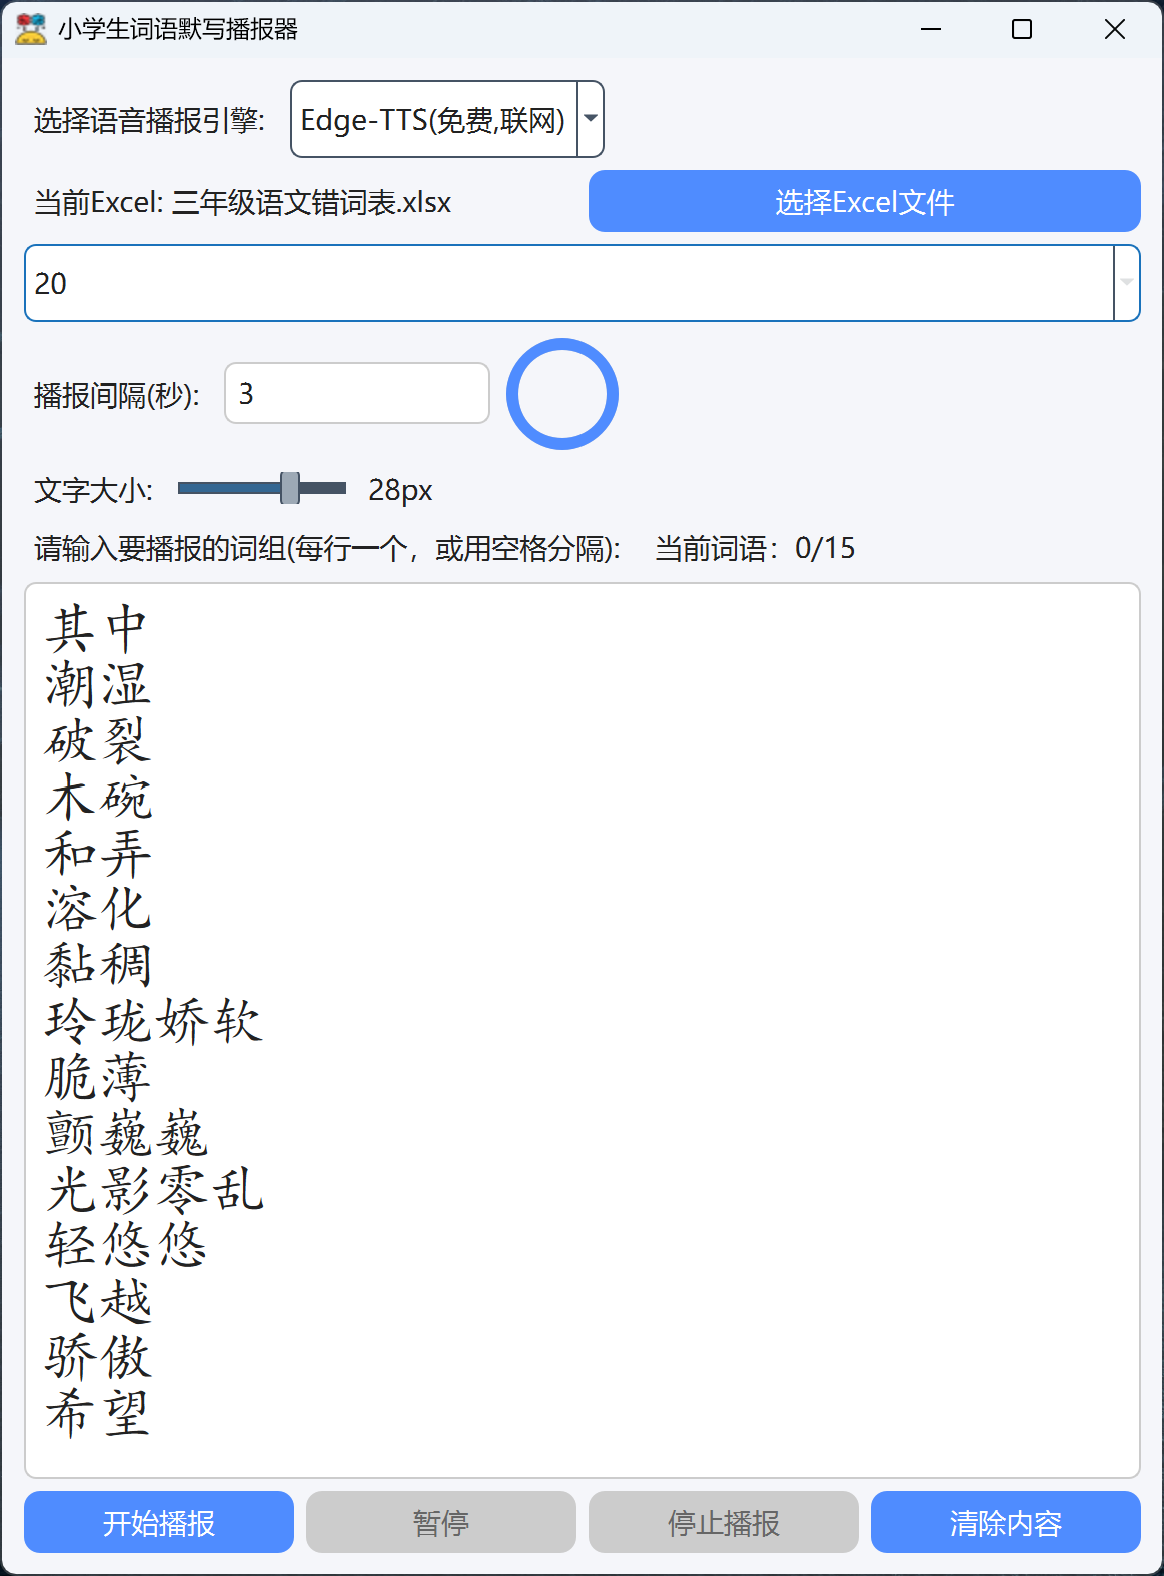 小学生词语默写播报器
选择语音播报引擎: Edge-TTS(免费,联网)
当前Excel: 三年级语文错词表.xlsx 选择Excel文件
20
播报间隔(秒): 3
文字大小: 28px
请输入要播报的词组(每行一个，或用空格分隔)： 当前词语：0/15
其中
潮湿
破裂
木碗
和弄
溶化
黏稠
玲珑娇软
脆薄
颤巍巍
光影零乱
轻悠悠
飞越
骄傲
希望
开始播报 暂停 停止播报 清除内容